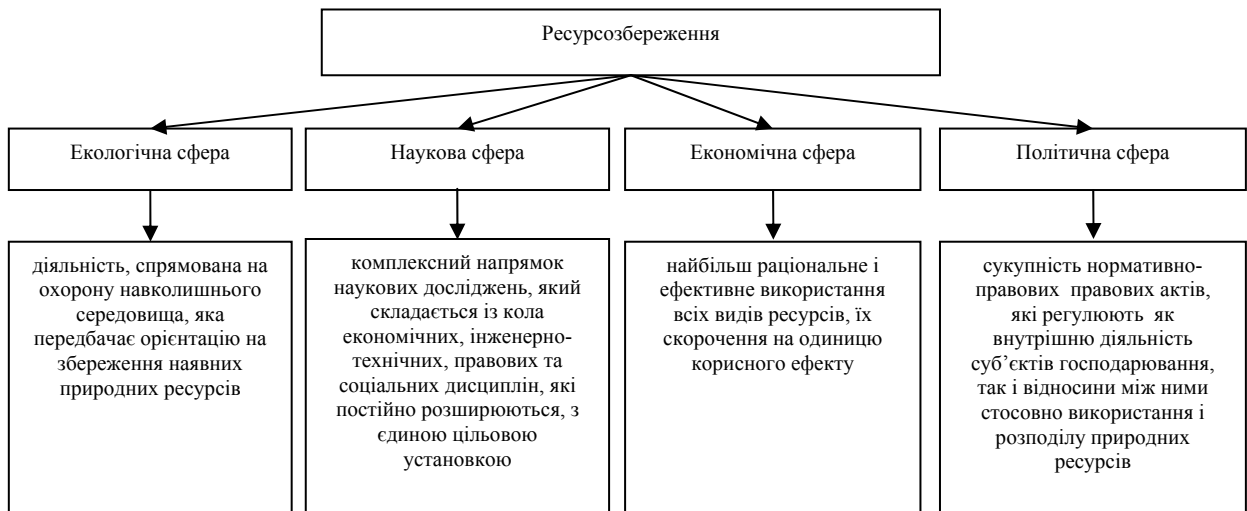 Ресурсозбереження
Екологічна сфера
Наукова сфера
Економічна сфера
Політична сфера
діяльність, спрямована на
охорону навколишнього
середовища, яка
передбачає орієнтацію на
збереження наявних
природних ресурсів
комплексний напрямок
наукових досліджень, який
складається із кола
економічних, інженерно-
технічних, правових та
соціальних дисциплін, які
постійно розширюються, з
єдиною цільовою
установкою
найбільш раціональне і
ефективне використання
всіх видів ресурсів, їх
скорочення на одиницю
корисного ефекту
сукупність нормативно-
правових правових актів,
які регулюють як
внутрішню діяльність
суб’єктів господарювання,
так і відносини між ними
стосовно використання і
розподілу природних
ресурсів